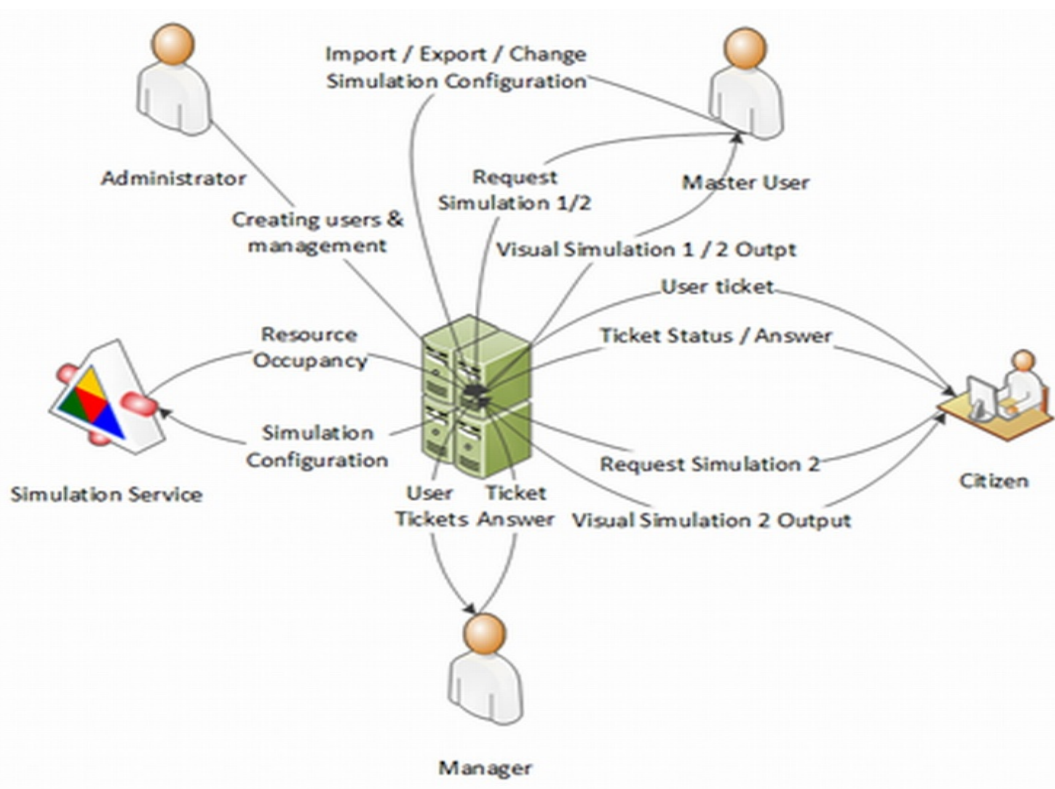 Import / Export / Change
Simulation Configuration
Administrator
Request
Simulation 1/2
Master User
Creating users &
management
Visual Simulation 1 / 2 Outpt
User ticket
Resource
Occupancy
Ticket Status / Answer
Simulation
Configuration
Simulation Service
Request Simulation 2
Citizen
User
Tickets
Ticket
Answer
Visual Simulation 2 Output
Manager